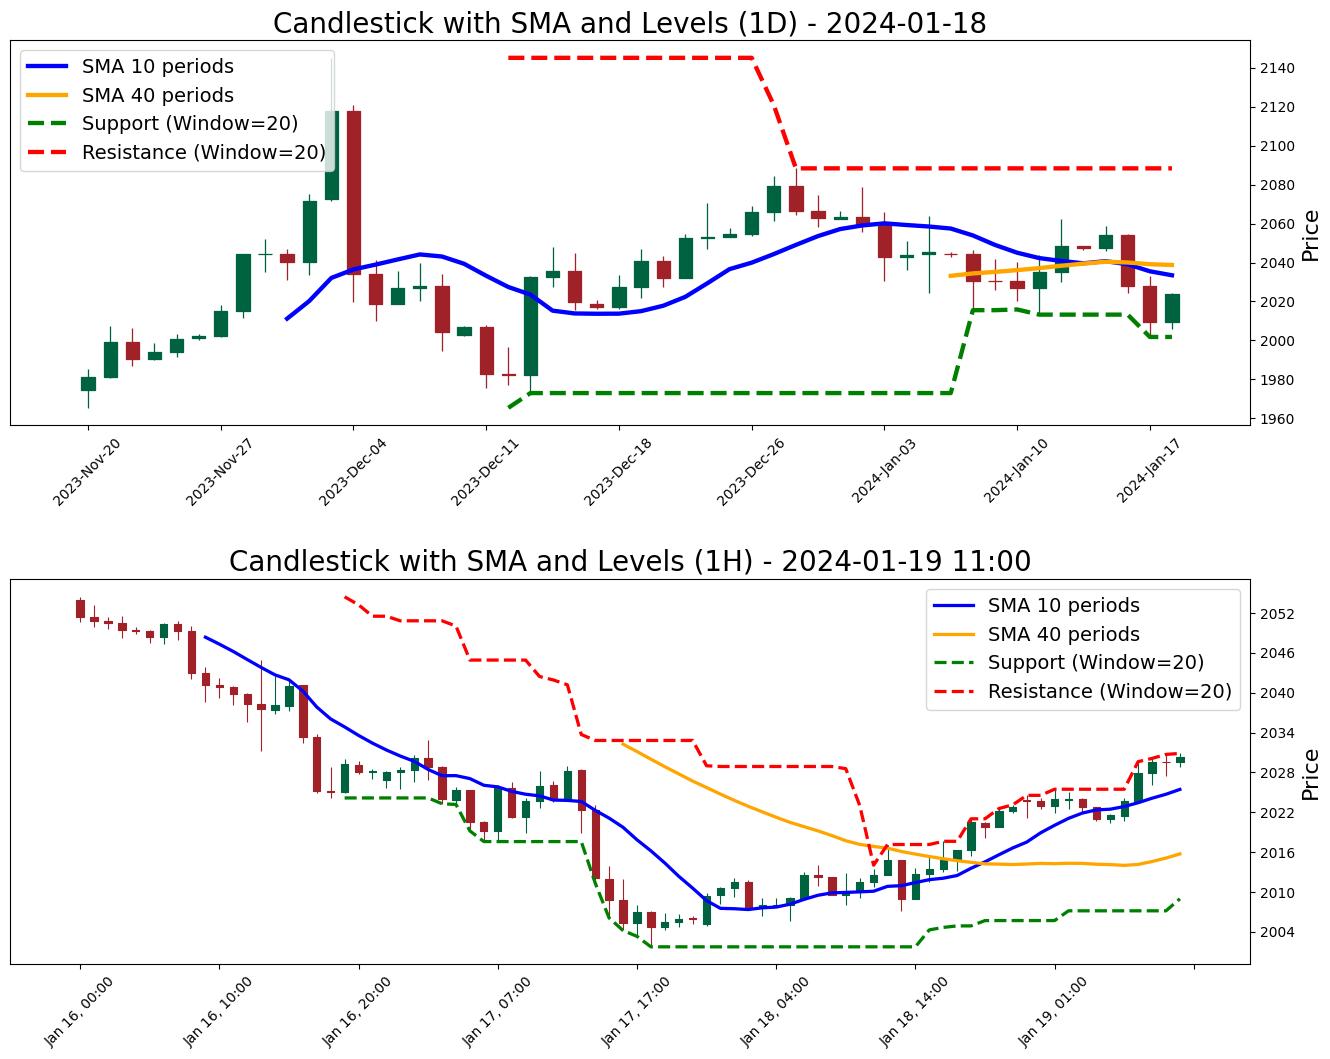 Candlestick with SMA and Levels (1D) - 2024-01-18
SMA 10 periods
SMA 40 periods
Support (Window=20)
Resistance (Window=20)
2140
2120
2100
2080
2060
2040
2020
2000
1980
1960
Price
2023-Nov-20
2023-Nov-27
2023-Dec-04
2023-Dec-11
2023-Dec-18
2023-Dec-26
2024-Jan-03
2024-Jan-10
2024-Jan-17
Candlestick with SMA and Levels (1H) - 2024-01-19 11:00
SMA 10 periods
SMA 40 periods
Support (Window=20)
Resistance (Window=20)
2052
2046
2040
2034
2028
2022
2016
2010
2004
Price
Jan 16, 00:00
Jan 16, 10:00
Jan 16, 20:00
Jan 17, 07:00
Jan 17, 17:00
Jan 18, 04:00
Jan 18, 14:00
Jan 19, 01:00